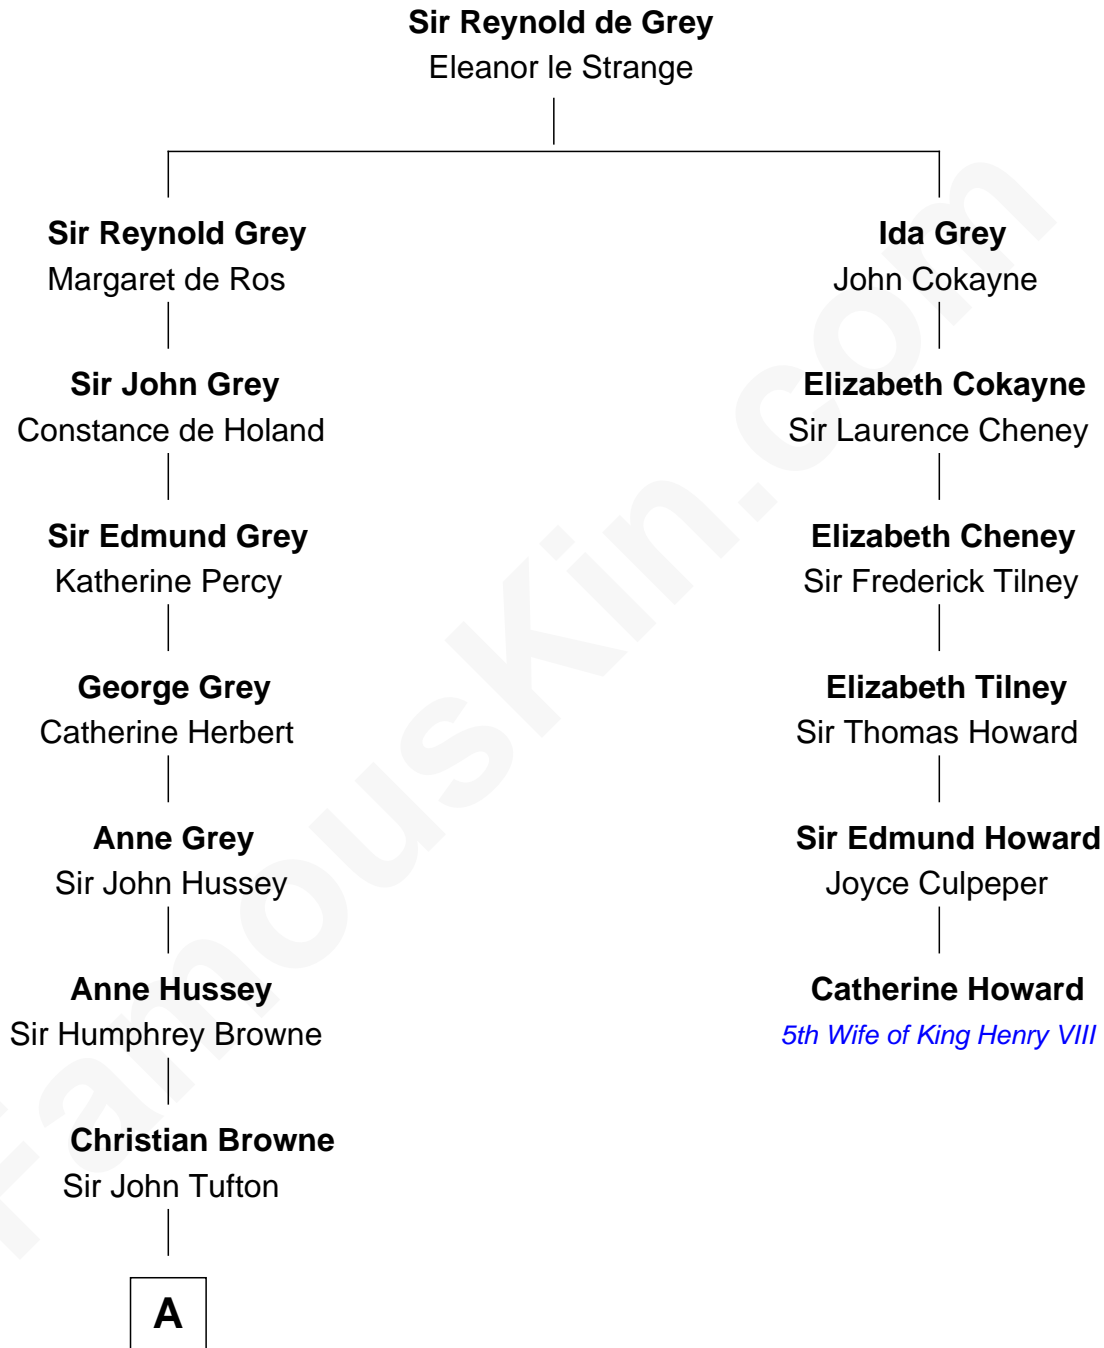 Sir Reynold de Grey
Eleanor le Strange
Sir Reynold Grey
Margaret de Ros
Sir John Grey
Constance de Holand
Sir Edmund Grey
Katherine Percy
George Grey
Catherine Herbert
Anne Grey
Sir John Hussey
Anne Hussey
Sir Humphrey Browne
Christian Browne
Sir John Tufton
A
Ida Grey
John Cokayne
Elizabeth Cokayne
Sir Laurence Cheney
Elizabeth Cheney
Sir Frederick Tilney
Elizabeth Tilney
Sir Thomas Howard
Sir Edmund Howard
Joyce Culpeper
Catherine Howard
5th Wife of King Henry VIII
FamousKin.com